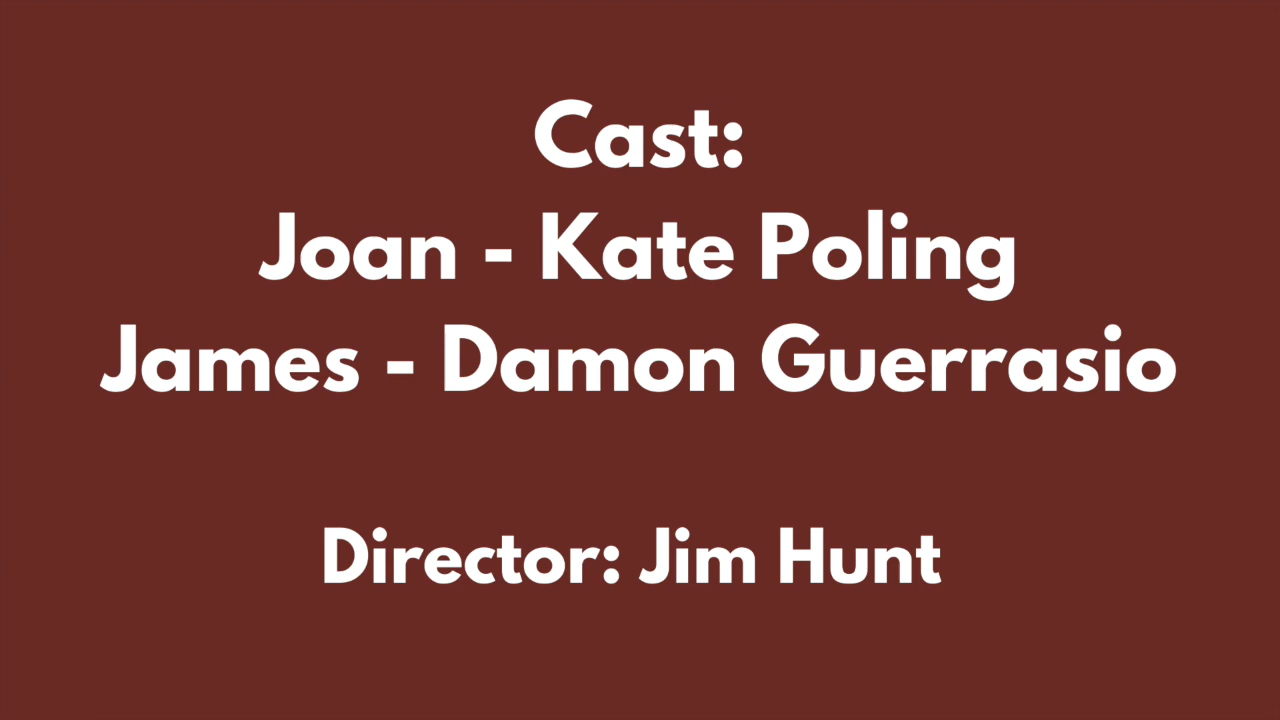 Cast:
Joan - Kate Poling
James - Damon Guerrasio
Director: Jim Hunt